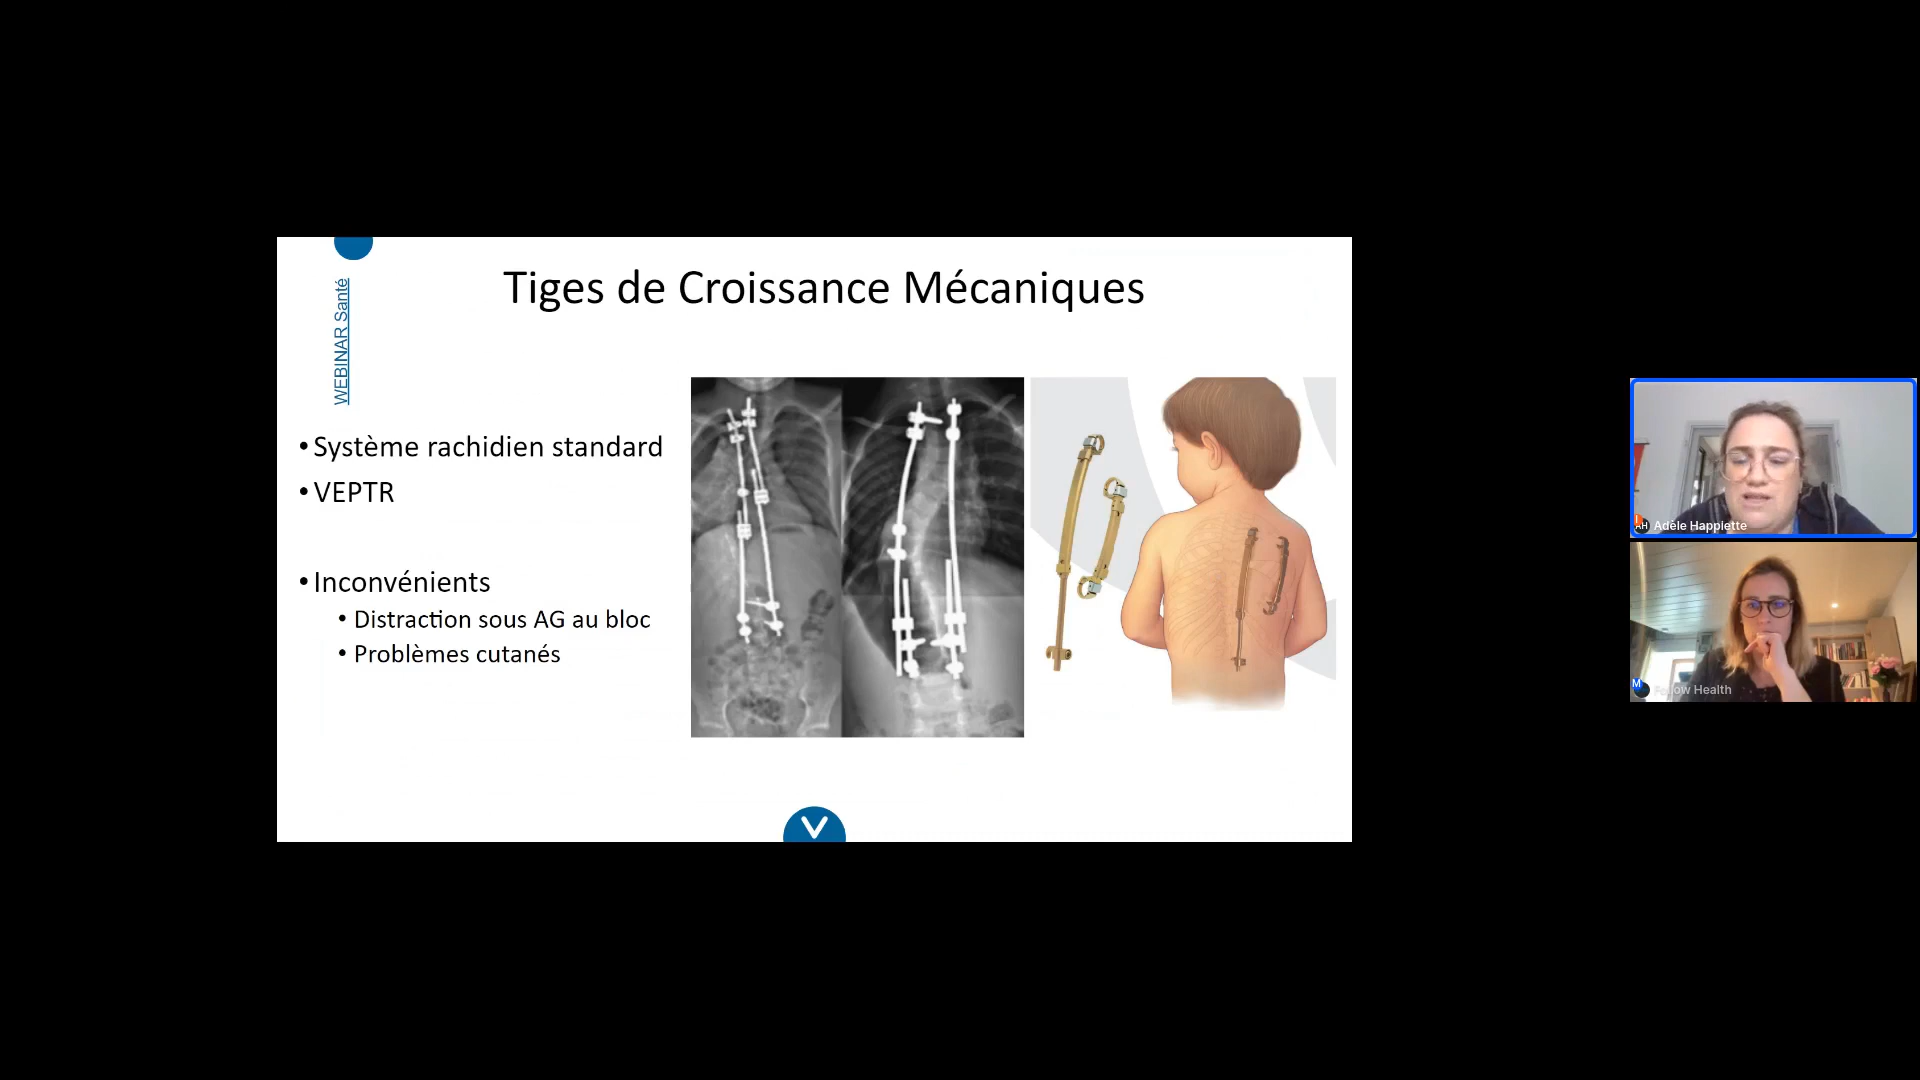 WEBINAR Santé
Tiges de Croissance Mécaniques
• Système rachidien standard
• VEPTR
• Inconvénients
• Distraction sous AG au bloc
• Problèmes cutanés
AH Adèle Happiette
M Follow Health